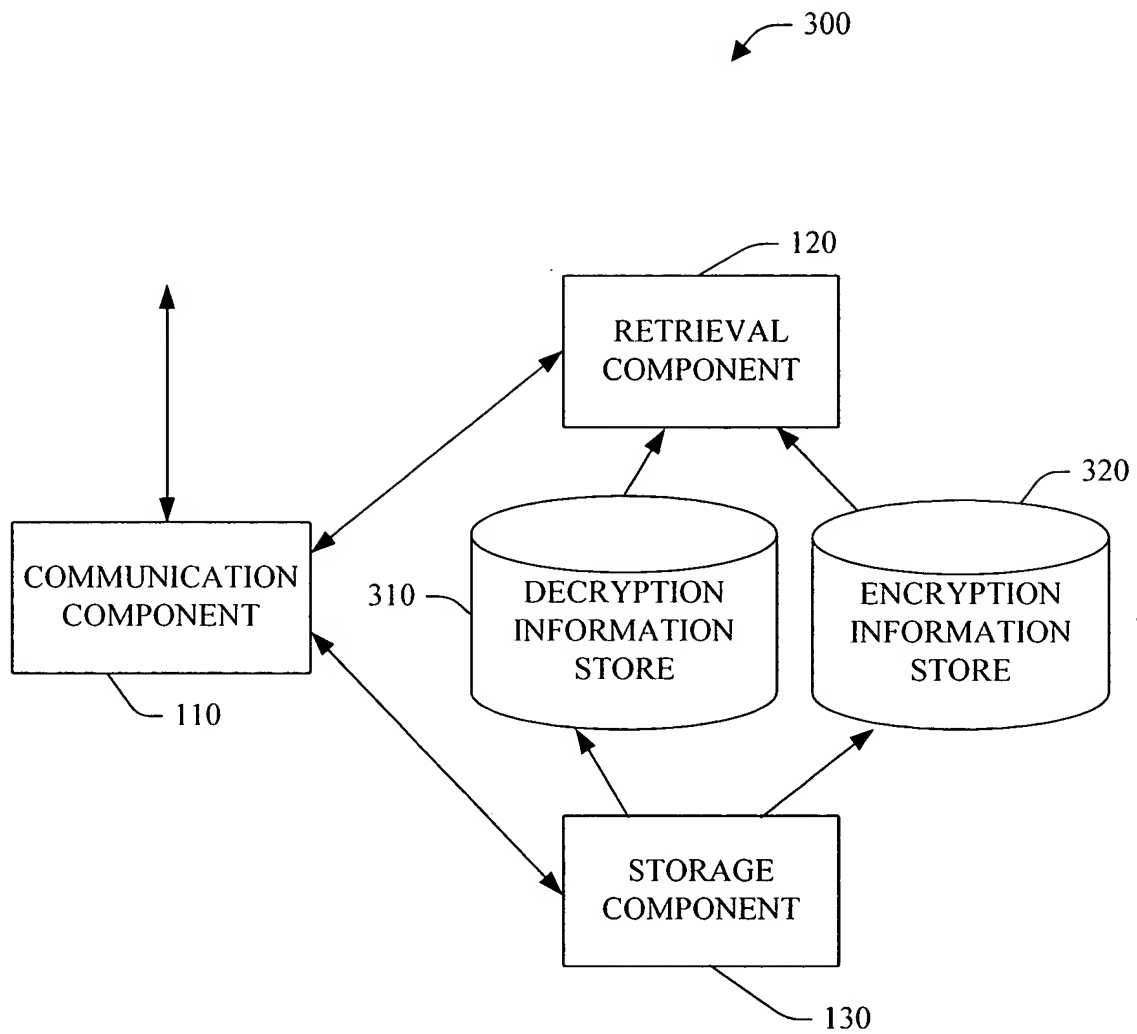 300
120
RETRIEVAL
COMPONENT
320
COMMUNICATION
COMPONENT
310
DECRYPTION
INFORMATION
STORE
ENCRYPTION
INFORMATION
STORE
110
STORAGE
COMPONENT
130